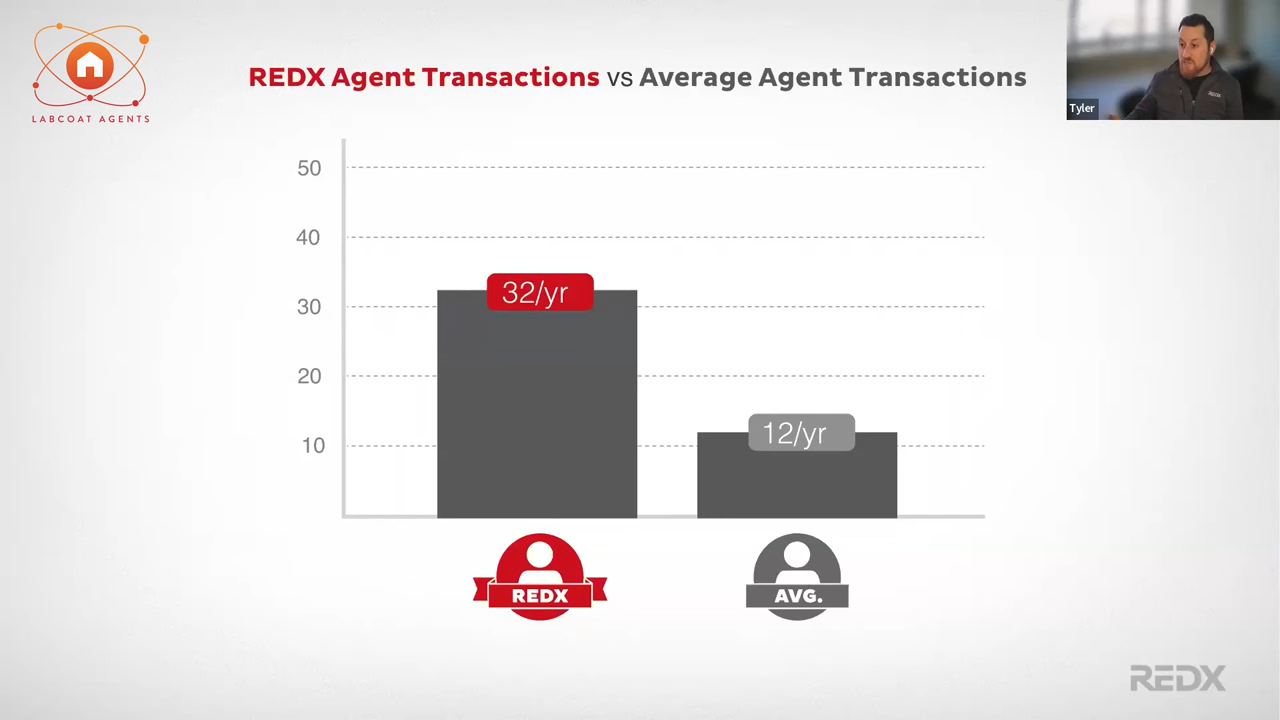 LABCOAT AGENTS
REDX Agent Transactions vs Average Agent Transactions
Tyler
50
40
30
20
10
32/yr
12/yr
REDX
AVG.
REDX